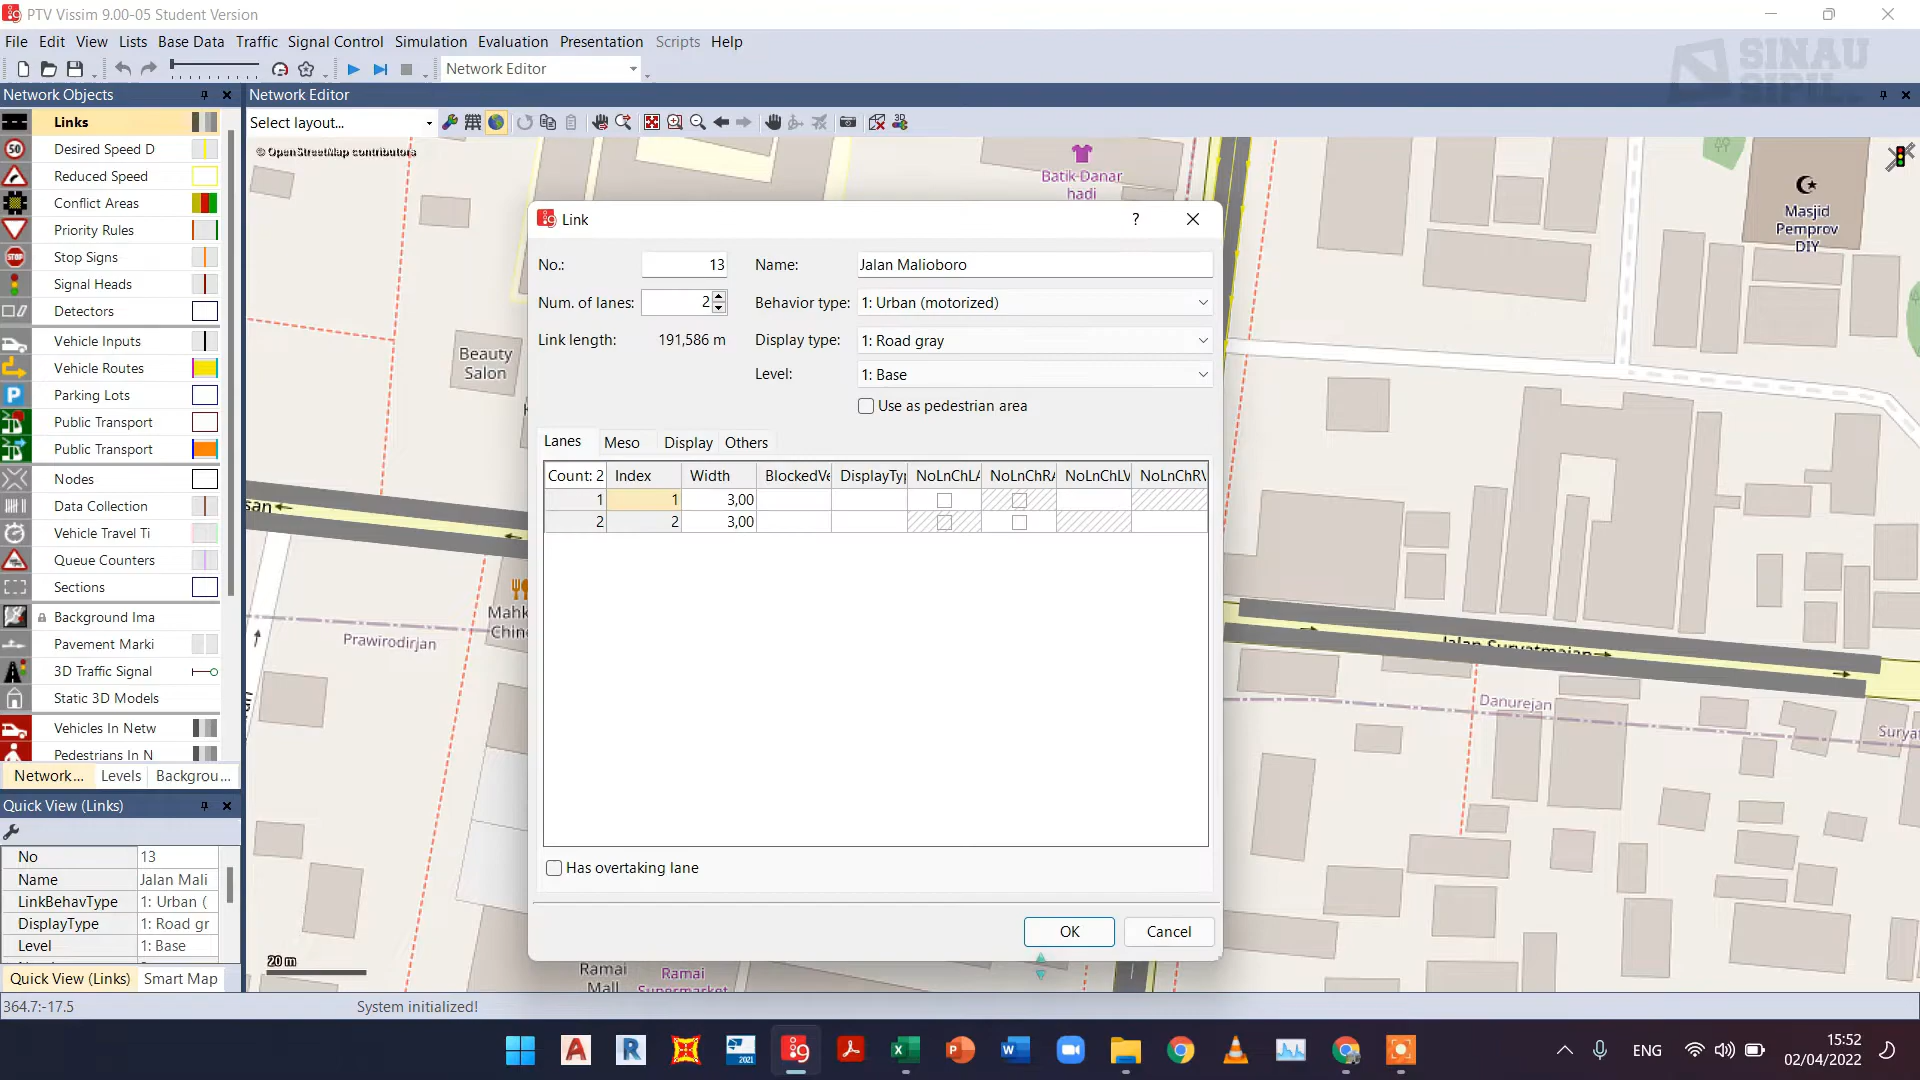 PTV Vissim 9.00-05 Student Version
File Edit View Lists Base Data Traffic Signal Control Simulation Evaluation Presentation Scripts Help
SINAU
SIPIL
Network Editor
Network Objects
Network Editor
Select layout...
Links
Desired Speed D
Reduced Speed
Conflict Areas
Priority Rules
Stop Signs
Signal Heads
Detectors
Vehicle Inputs
Vehicle Routes
Parking Lots
Public Transport
Public Transport
Nodes
Data Collection
Vehicle Travel Ti
Queue Counters
Sections
Background Ima
Pavement Marki
3D Traffic Signal
Static 3D Models
Vehicles In Netw
Pedestrians In N
Network... Levels Backgrou...
Quick View (Links)
No 13
Name Jalan Mali
LinkBehavType 1: Urban (
DisplayType 1: Road gr
Level 1: Base
Quick View (Links) Smart Map
© OpenStreetMap contributors
Batik Danar
hadi
Masjid
Pemprov
DIY
Beauty
Salon
san
Mahk
Chin
Prawirodirjan
Jalan Suryatmajan
Danurejan
Surya
Ramai
Mall
Ramai
Supermarket
20 m
Link
?
No.: 13
Name: Jalan Malioboro
Num. of lanes: 2
Behavior type: 1: Urban (motorized)
Link length: 191,586 m
Display type: 1: Road gray
Level: 1: Base
Use as pedestrian area
Lanes Meso Display Others
Count: 2 Index Width BlockedVe DisplayTyp NoLnChLA NoLnChRA NoLnChLV NoLnChRV
1 1 3,00
2 2 3,00
Has overtaking lane
OK Cancel
364.7:-17.5 System initialized!
ENG
15:52
02/04/2022